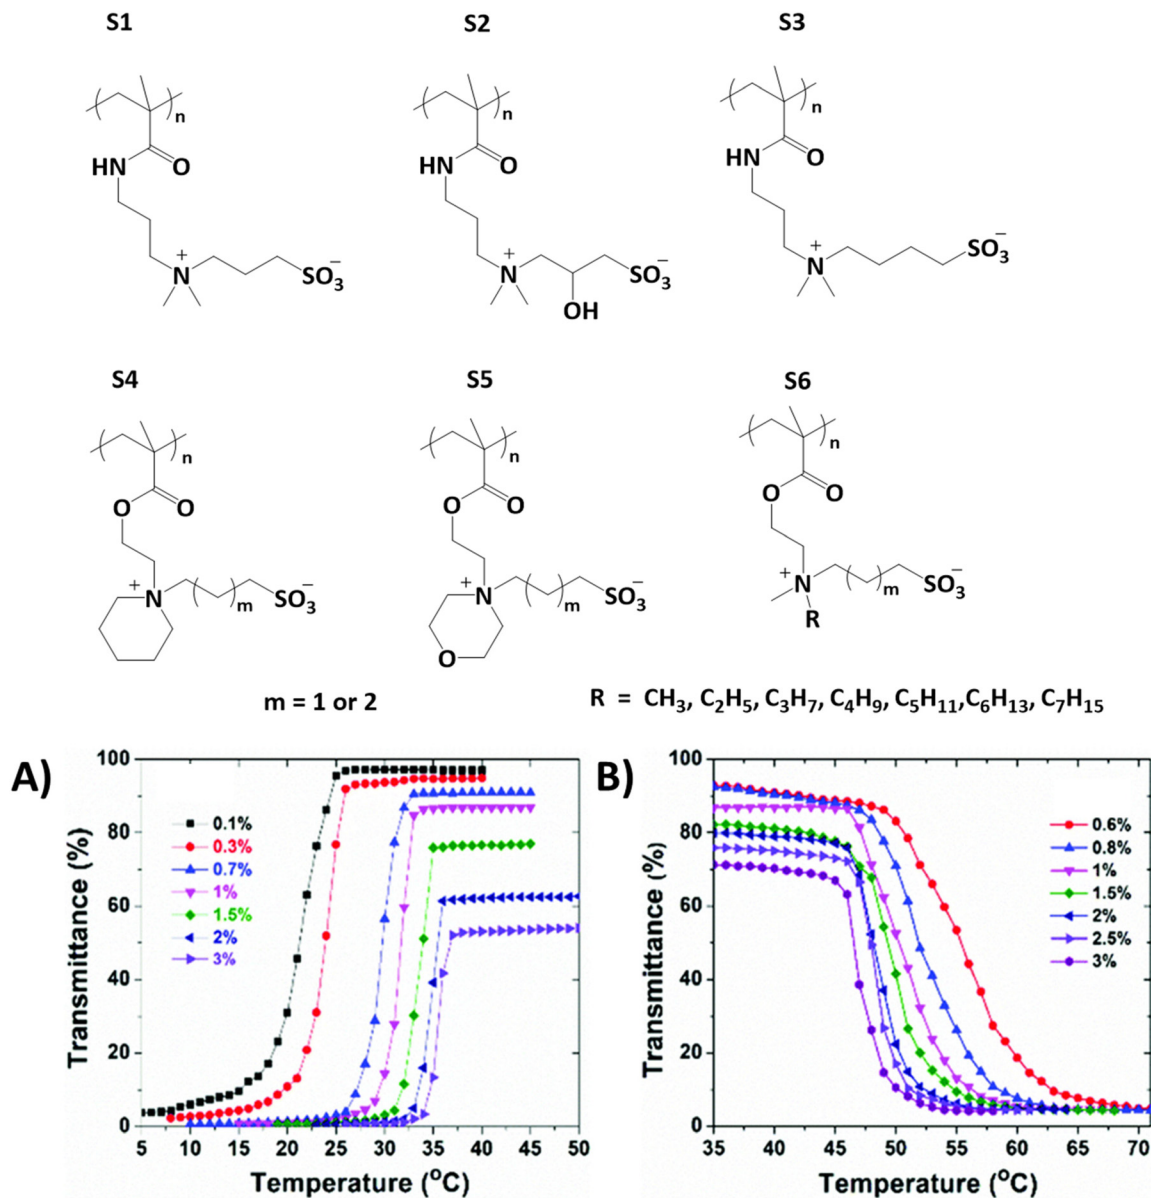 S1 S2 S3
n n n
HN O HN O HN O
+ + +
N SO3− N SO3− N SO3−
OH
S4 S5 S6
n n n
O O O O O O
+ + +
N m SO3− N m SO3− N m SO3−
O R
m = 1 or 2 R = CH3, C2H5, C3H7, C4H9, C5H11,C6H13, C7H15
A)
Transmittance (%)
100
80
60
40
20
0
0.1%
0.3%
0.7%
1%
1.5%
2%
3%
5 10 15 20 25 30 35 40 45 50
Temperature (°C)
B)
Transmittance (%)
100
80
60
40
20
0
0.6%
0.8%
1%
1.5%
2%
2.5%
3%
35 40 45 50 55 60 65 70
Temperature (°C)